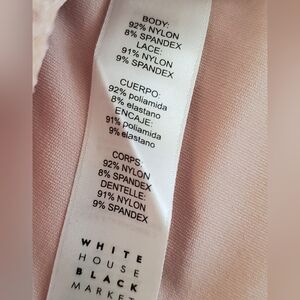 BODY:
92% NYLON
8% SPANDEX
LACE:
91% NYLON
9% SPANDEX
CUERPO:
92% poliamida
8% elastano
ENCAJE:
91% poliamida
9% elastano
CORPS:
92% NYLON
8% SPANDEX
DENTELLE:
91% NYLON
9% SPANDEX
WHITE
HOUSE
BLACK
MARKET